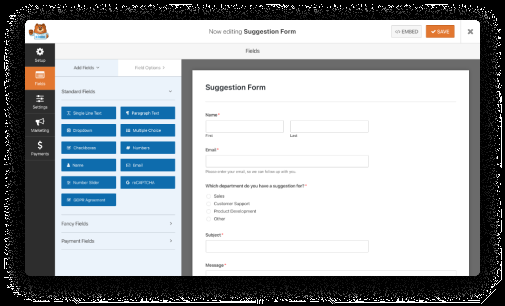 Now editing Suggestion Form
</> EMBED
✓ SAVE
Fields
Setup
Fields
Settings
Marketing
Payments
Add Fields
Field Options
Standard Fields
Single Line Text
Paragraph Text
Dropdown
Multiple Choice
Checkboxes
Numbers
Name
Email
Number Slider
reCAPTCHA
GDPR Agreement
Fancy Fields
Payment Fields
Suggestion Form
Name *
First
Last
Email *
Please enter your email, so we can follow up with you.
Which department do you have a suggestion for? *
Sales
Customer Support
Product Development
Other
Subject *
Message *